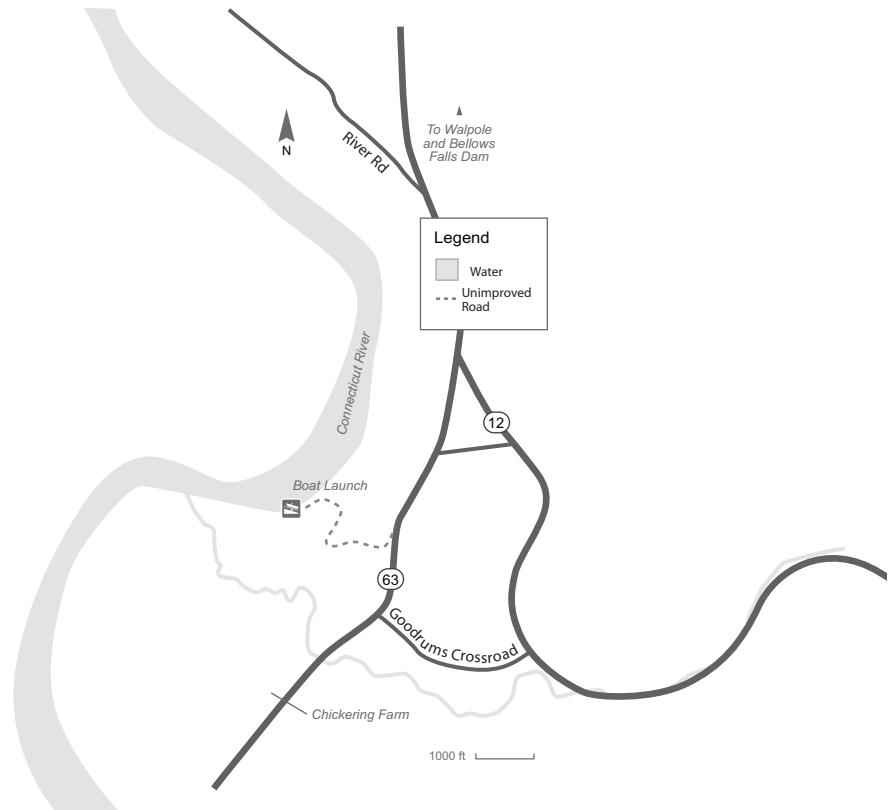 To Walpole
and Bellows
Falls Dam
N
River Rd
Legend
Water
Unimproved
Road
Connecticut River
12
Boat Launch
63
Goodrums Crossroad
Chickering Farm
1000 ft